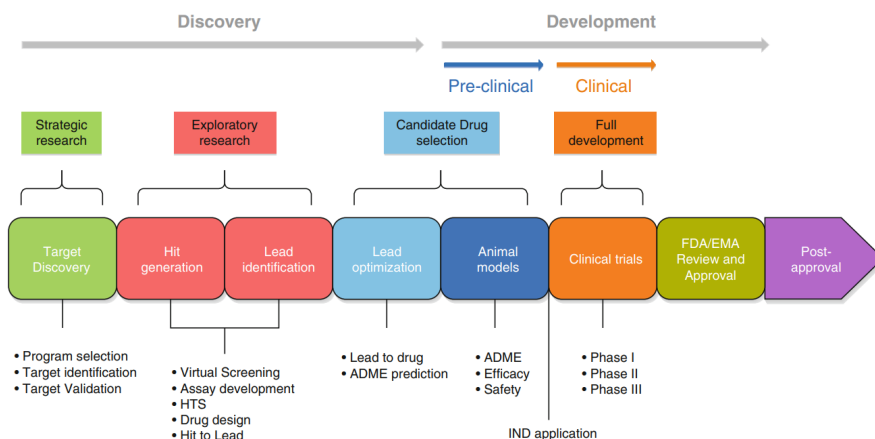 Discovery
Development
Pre-clinical
Clinical
Strategic
research
Exploratory
research
Candidate Drug
selection
Full
development
Target
Discovery
Hit
generation
Lead
identification
Lead
optimization
Animal
models
Clinical trials
FDA/EMA
Review and
Approval
Post-
approval
• Program selection
• Target identification
• Target Validation
• Virtual Screening
• Assay development
• HTS
• Drug design
• Hit to Lead
• Lead to drug
• ADME prediction
• ADME
• Efficacy
• Safety
• Phase I
• Phase II
• Phase III
IND application